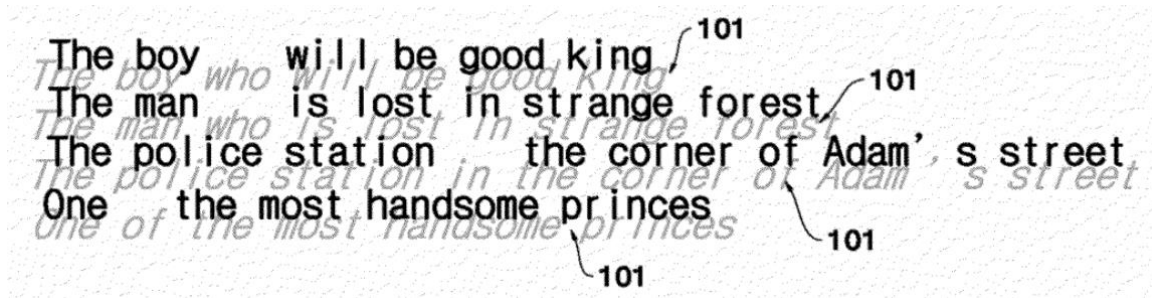 101
The boy will be good king
The boy who will be good king
101
The man is lost in strange forest
The man who is lost in strange forest
The police station the corner of Adam's street
The police station in the corner of Adam's street
101
One the most handsome princes
One of the most handsome princes
101